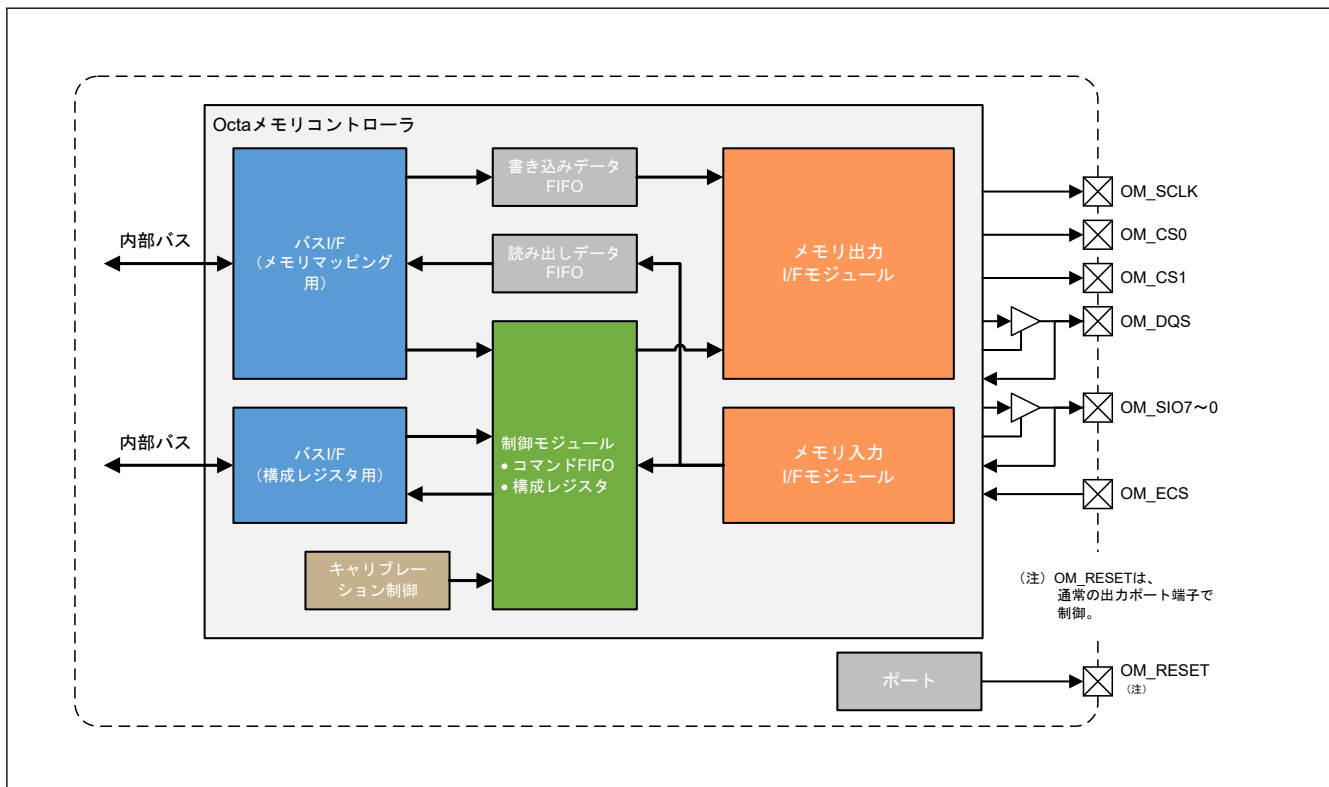 Octaメモリコントローラ
内部バス
バスI/F
（メモリマッピング
用）
書き込みデータ
FIFO
読み出しデータ
FIFO
メモリ出力
I/Fモジュール
内部バス
バスI/F
（構成レジスタ用）
制御モジュール
● コマンドFIFO
● 構成レジスタ
メモリ入力
I/Fモジュール
キャリブレー
ション制御
OM_SCLK
OM_CS0
OM_CS1
OM_DQS
OM_SIO7～0
OM_ECS
（注）OM_RESETは、
通常の出力ポート端子で
制御。
ポート
OM_RESET
（注）